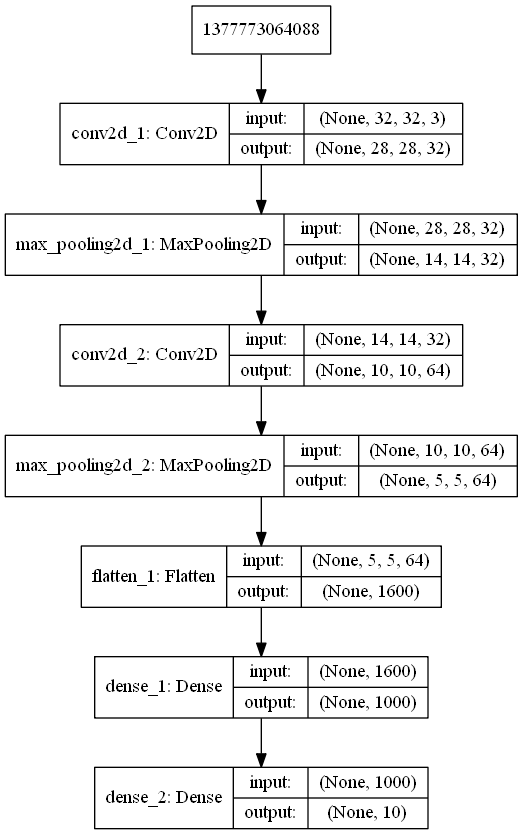 1377773064088
conv2d_1: Conv2D
input: (None, 32, 32, 3)
output: (None, 28, 28, 32)
max_pooling2d_1: MaxPooling2D
input: (None, 28, 28, 32)
output: (None, 14, 14, 32)
conv2d_2: Conv2D
input: (None, 14, 14, 32)
output: (None, 10, 10, 64)
max_pooling2d_2: MaxPooling2D
input: (None, 10, 10, 64)
output: (None, 5, 5, 64)
flatten_1: Flatten
input: (None, 5, 5, 64)
output: (None, 1600)
dense_1: Dense
input: (None, 1600)
output: (None, 1000)
dense_2: Dense
input: (None, 1000)
output: (None, 10)